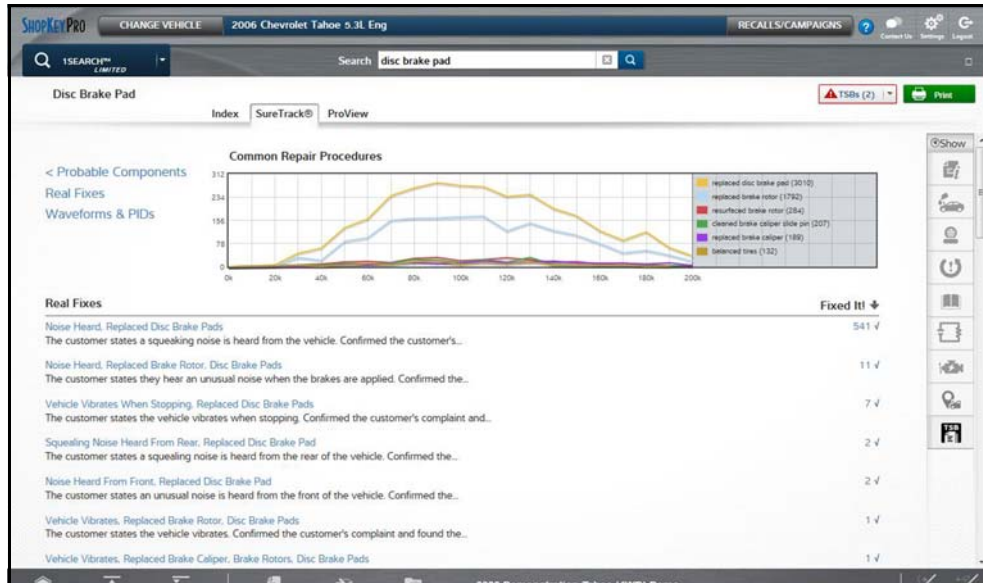 SHOPKEYPRO
CHANGE VEHICLE
2006 Chevrolet Tahoe 5.3L Eng
RECALLS/CAMPAIGNS
?
Contact Us
Settings
Logout
1SEARCH™
LIMITED
Search
disc brake pad
Disc Brake Pad
TSBs (2)
Print
Index
SureTrack®
ProView
Show
< Probable Components
Real Fixes
Waveforms & PIDs
Common Repair Procedures
312
234
156
78
0
0k 20k 40k 60k 80k 100k 120k 140k 160k 180k 200k
replaced disc brake pad (3010)
replaced brake rotor (1792)
resurfaced brake rotor (284)
cleaned brake caliper slide pin (207)
replaced brake caliper (189)
balanced tires (132)
Real Fixes
Fixed It!
Noise Heard, Replaced Disc Brake Pads
541 √
The customer states a squeaking noise is heard from the vehicle. Confirmed the customer's...
Noise Heard, Replaced Brake Rotor, Disc Brake Pads
11 √
The customer states they hear an unusual noise when the brakes are applied. Confirmed the...
Vehicle Vibrates When Stopping, Replaced Disc Brake Pads
7 √
The customer states the vehicle vibrates when stopping. Confirmed the customer's complaint and...
Squealing Noise Heard From Rear, Replaced Disc Brake Pad
2 √
The customer states a squealing noise is heard from the rear of the vehicle. Confirmed the...
Noise Heard From Front, Replaced Disc Brake Pad
2 √
The customer states an unusual noise is heard from the front of the vehicle. Confirmed the...
Vehicle Vibrates, Replaced Brake Rotor, Disc Brake Pads
1 √
The customer states the vehicle vibrates. Confirmed the customer's complaint and found the...
Vehicle Vibrates, Replaced Brake Caliper, Brake Rotors, Disc Brake Pads
1 √
TSB